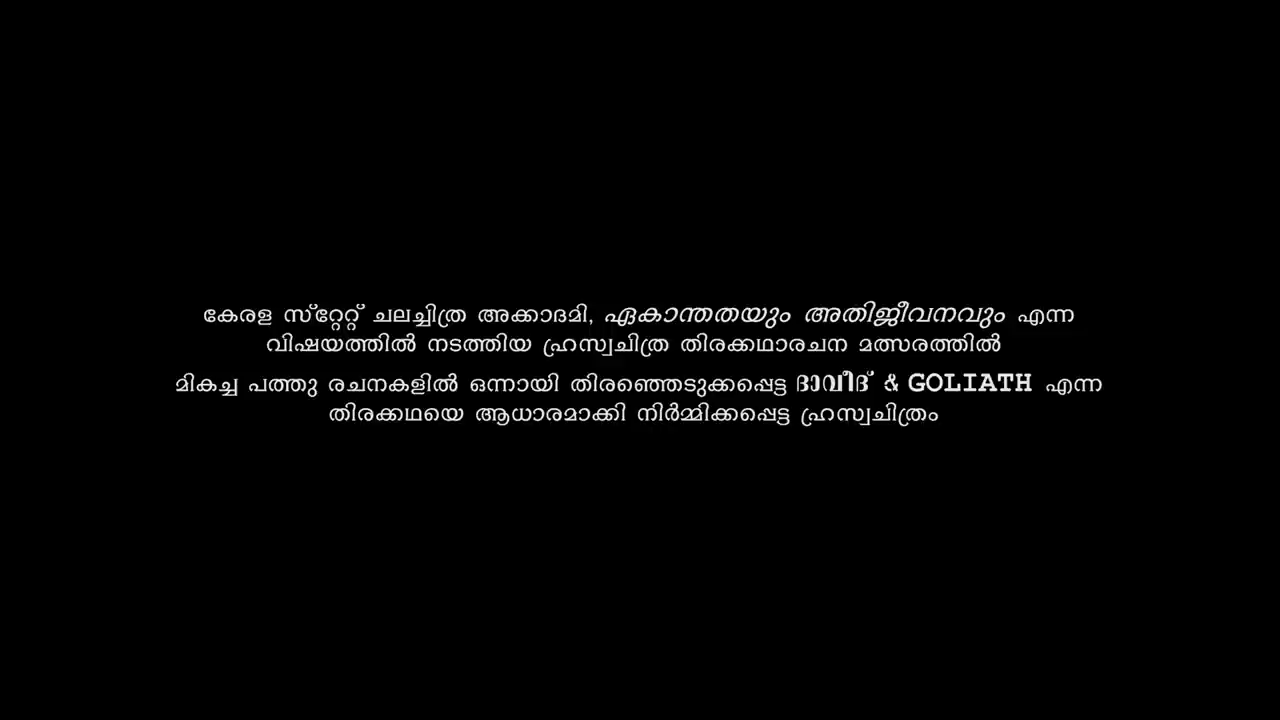 കേരള സ്റ്റേറ്റ് ചലച്ചിത്ര അക്കാദമി, ഏകാന്തതയും അതിജീവനവും എന്ന
വിഷയത്തിൽ നടത്തിയ ഹ്രസ്വചിത്ര തിരക്കഥാരചന മത്സരത്തിൽ
മികച്ച പത്തു രചനകളിൽ ഒന്നായി തിരഞ്ഞെടുക്കപ്പെട്ട ദാവീദ് & GOLIATH എന്ന
തിരക്കഥയെ ആധാരമാക്കി നിർമ്മിക്കപ്പെട്ട ഹ്രസ്വചിത്രം